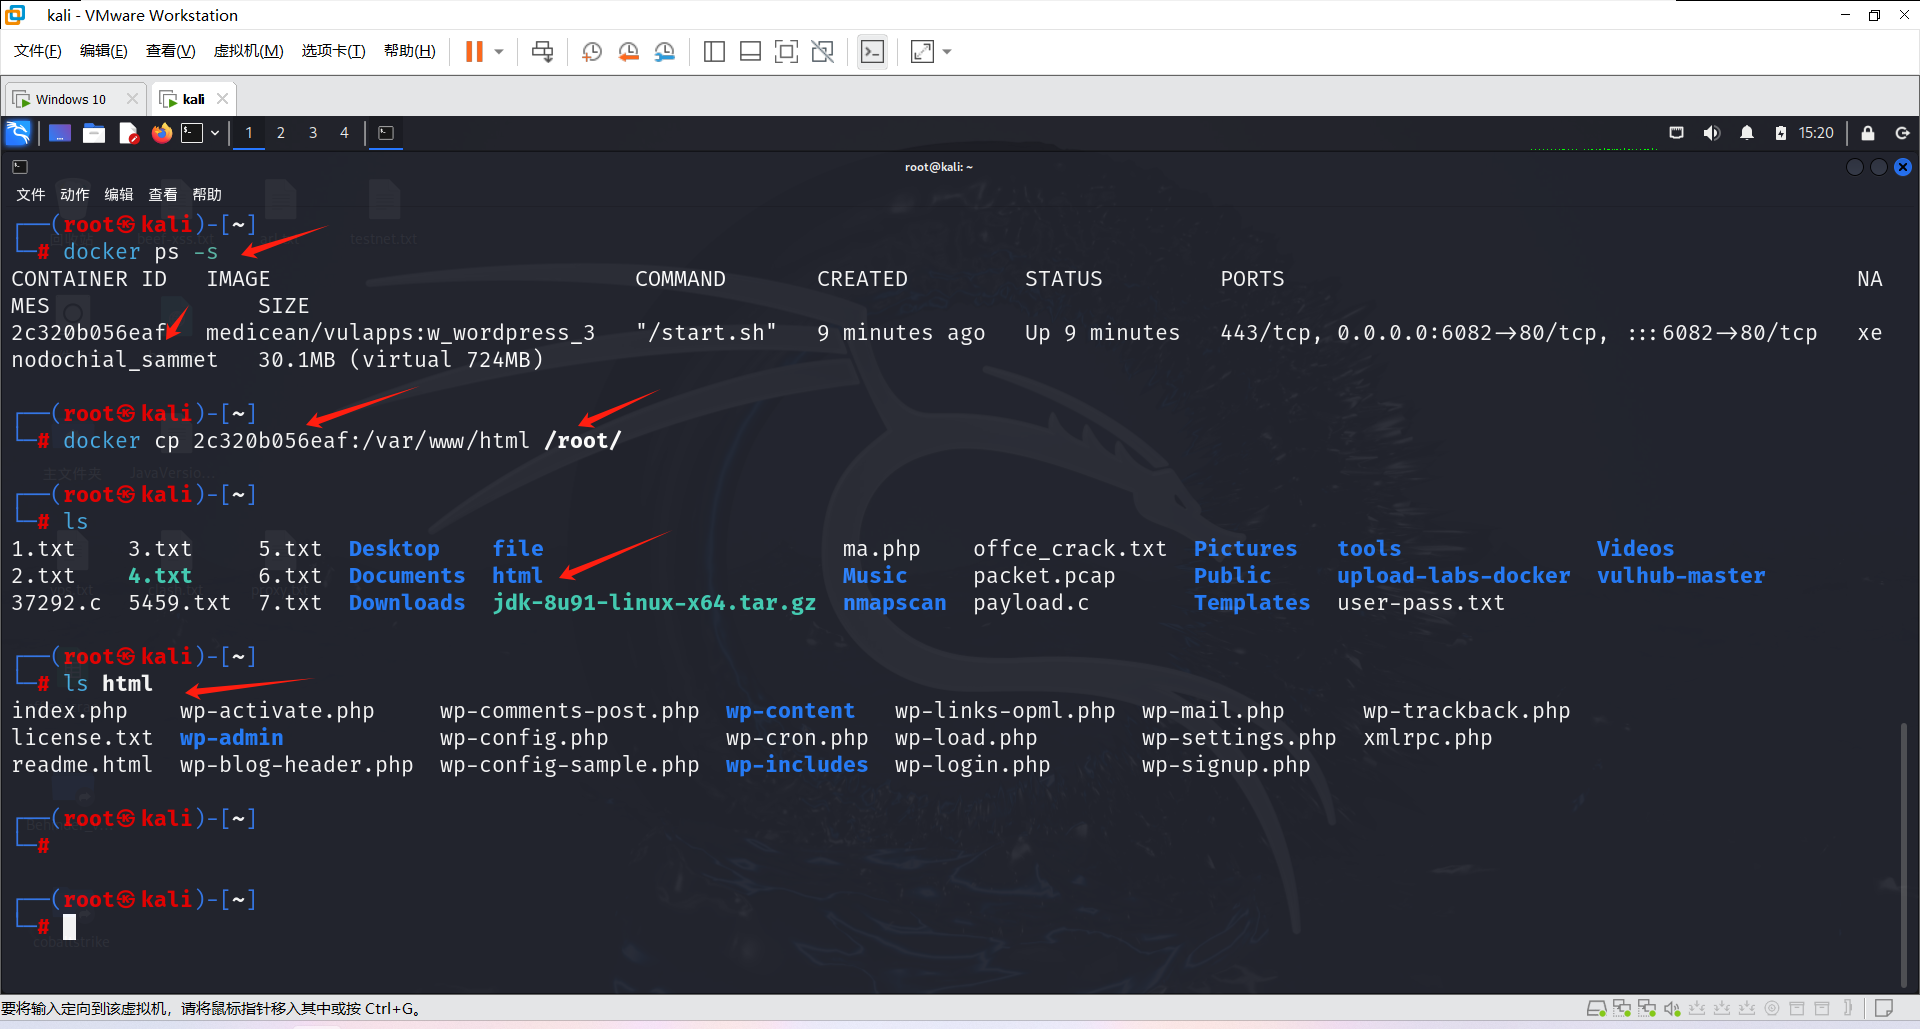 kali - VMware Workstation
文件(F) 编辑(E) 查看(V) 虚拟机(M) 选项卡(T) 帮助(H)
Windows 10 kali
1 2 3 4 15:20
root@kali: ~
文件 动作 编辑 查看 帮助
testnet.txt
┌──(root㉿kali)-[~]
└─# docker ps -s
CONTAINER ID IMAGE COMMAND CREATED STATUS PORTS NA
MES SIZE
2c320b056eaf medicean/vulapps:w_wordpress_3 "/start.sh" 9 minutes ago Up 9 minutes 443/tcp, 0.0.0.0:6082->80/tcp, :::6082->80/tcp xe
nodochial_sammet 30.1MB (virtual 724MB)
┌──(root㉿kali)-[~]
└─# docker cp 2c320b056eaf:/var/www/html /root/
主文件夹 JavaVersio...
┌──(root㉿kali)-[~]
└─# ls
1.txt 3.txt 5.txt Desktop file ma.php offce_crack.txt Pictures tools Videos
2.txt 4.txt 6.txt Documents html Music packet.pcap Public upload-labs-docker vulhub-master
37292.c 5459.txt 7.txt Downloads jdk-8u91-linux-x64.tar.gz nmapscan payload.c Templates user-pass.txt
┌──(root㉿kali)-[~]
└─# ls html
index.php wp-activate.php wp-comments-post.php wp-content wp-links-opml.php wp-mail.php wp-trackback.php
license.txt wp-admin wp-config.php wp-cron.php wp-load.php wp-settings.php xmlrpc.php
readme.html wp-blog-header.php wp-config-sample.php wp-includes wp-login.php wp-signup.php
┌──(root㉿kali)-[~]
└─#
┌──(root㉿kali)-[~]
└─#
cobaltstrike
要将输入定向到该虚拟机，请将鼠标指针移入其中或按 Ctrl+G。